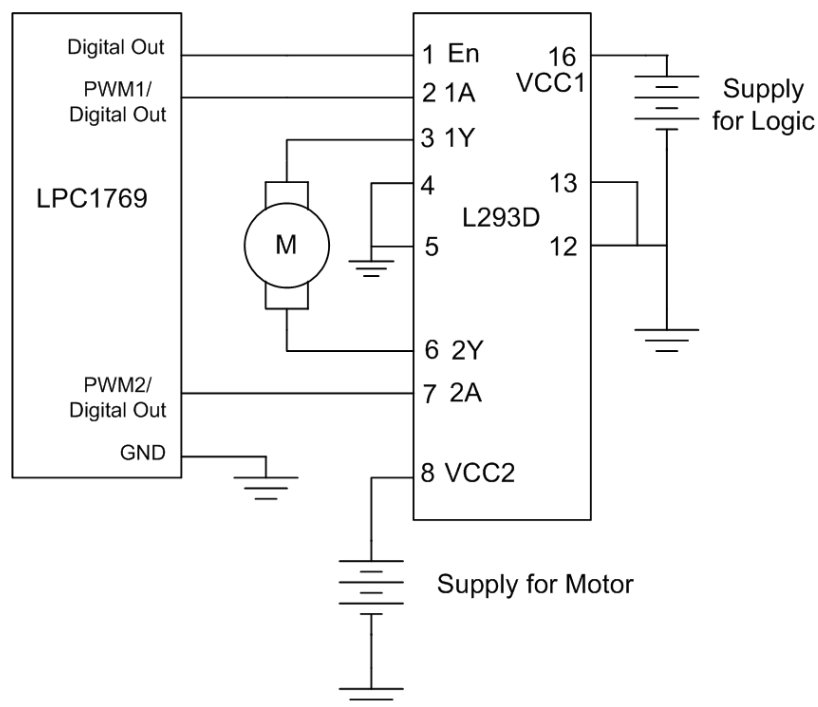 Digital Out
PWM1/
Digital Out
LPC1769
PWM2/
Digital Out
GND
M
1 En
2 1A
3 1Y
4
5
6 2Y
7 2A
8 VCC2
L293D
16
VCC1
13
12
Supply
for Logic
Supply for Motor